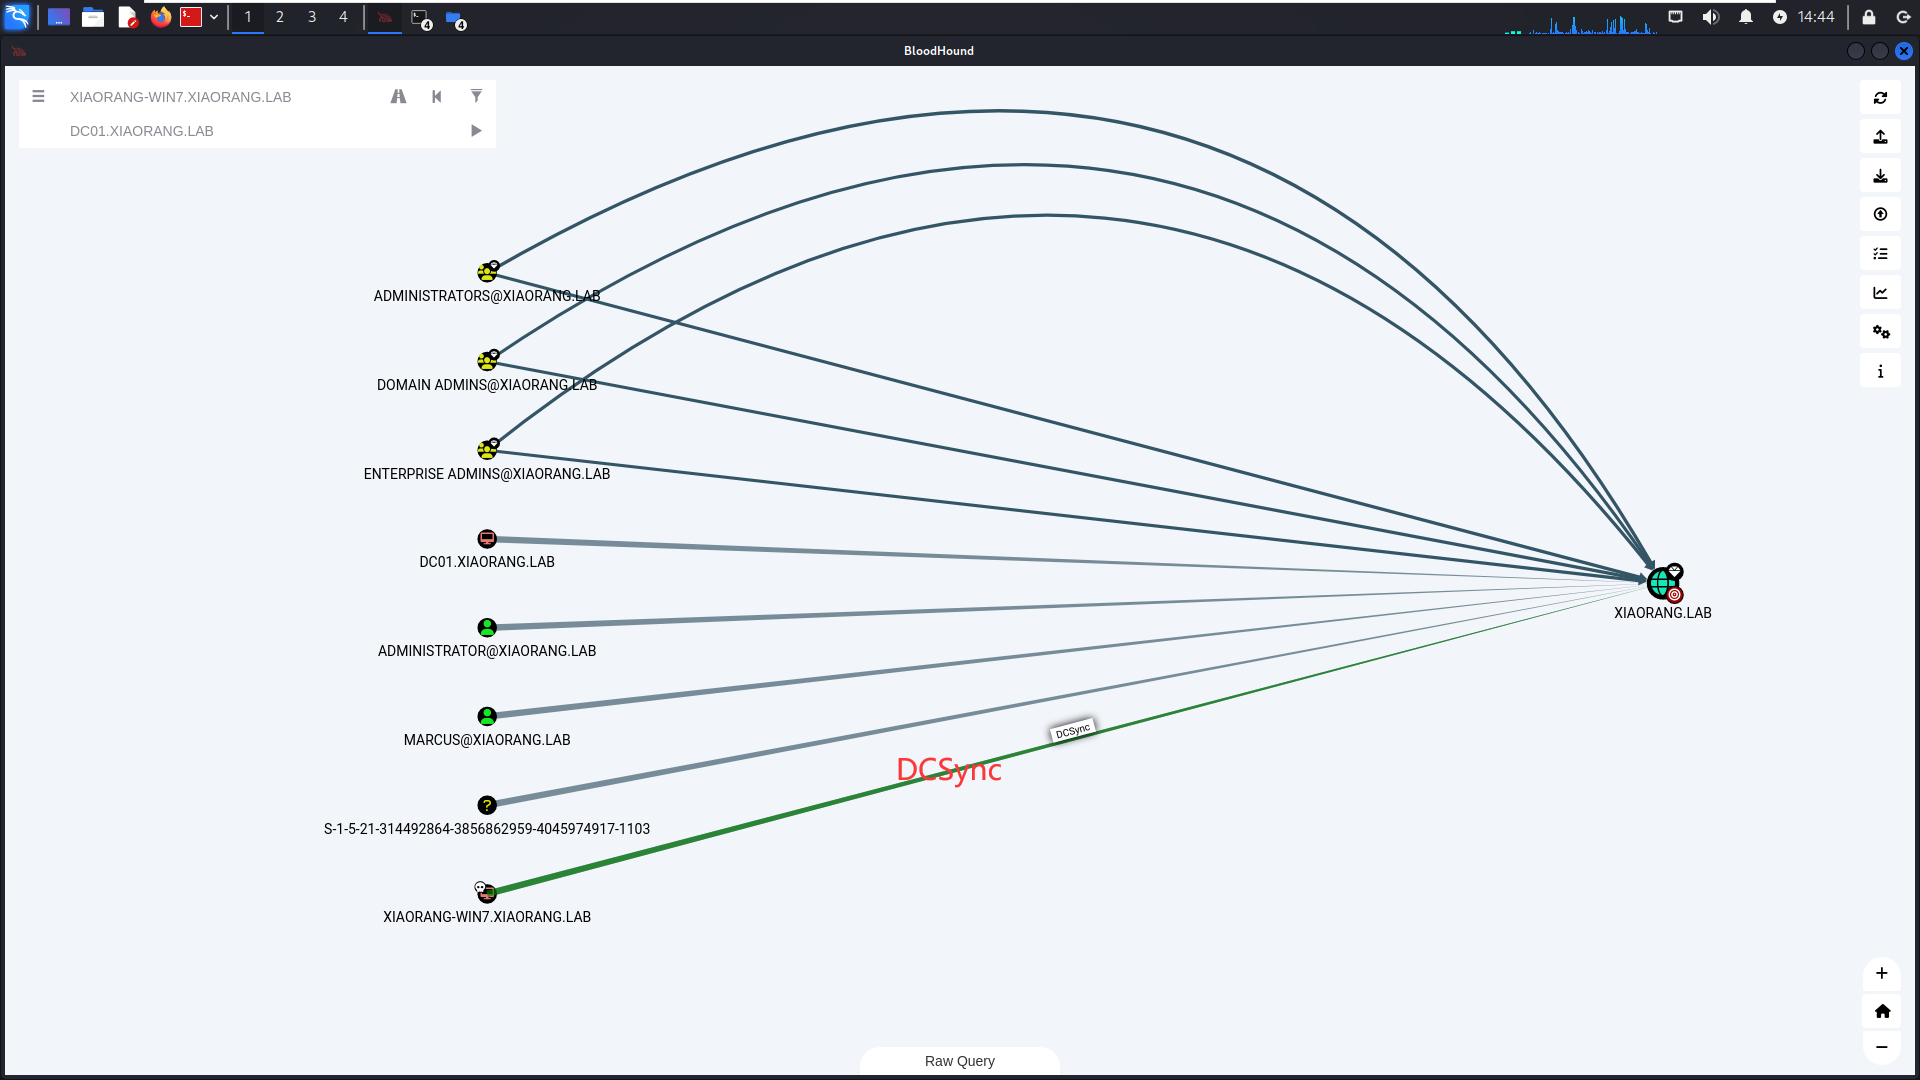 1 2 3 4
4
4
14:44
BloodHound
XIAORANG-WIN7.XIAORANG.LAB
DC01.XIAORANG.LAB
ADMINISTRATORS@XIAORANG.LAB
DOMAIN ADMINS@XIAORANG.LAB
ENTERPRISE ADMINS@XIAORANG.LAB
DC01.XIAORANG.LAB
XIAORANG.LAB
ADMINISTRATOR@XIAORANG.LAB
MARCUS@XIAORANG.LAB
DCSync
DCSync
?
S-1-5-21-314492864-3856862959-4045974917-1103
XIAORANG-WIN7.XIAORANG.LAB
Raw Query